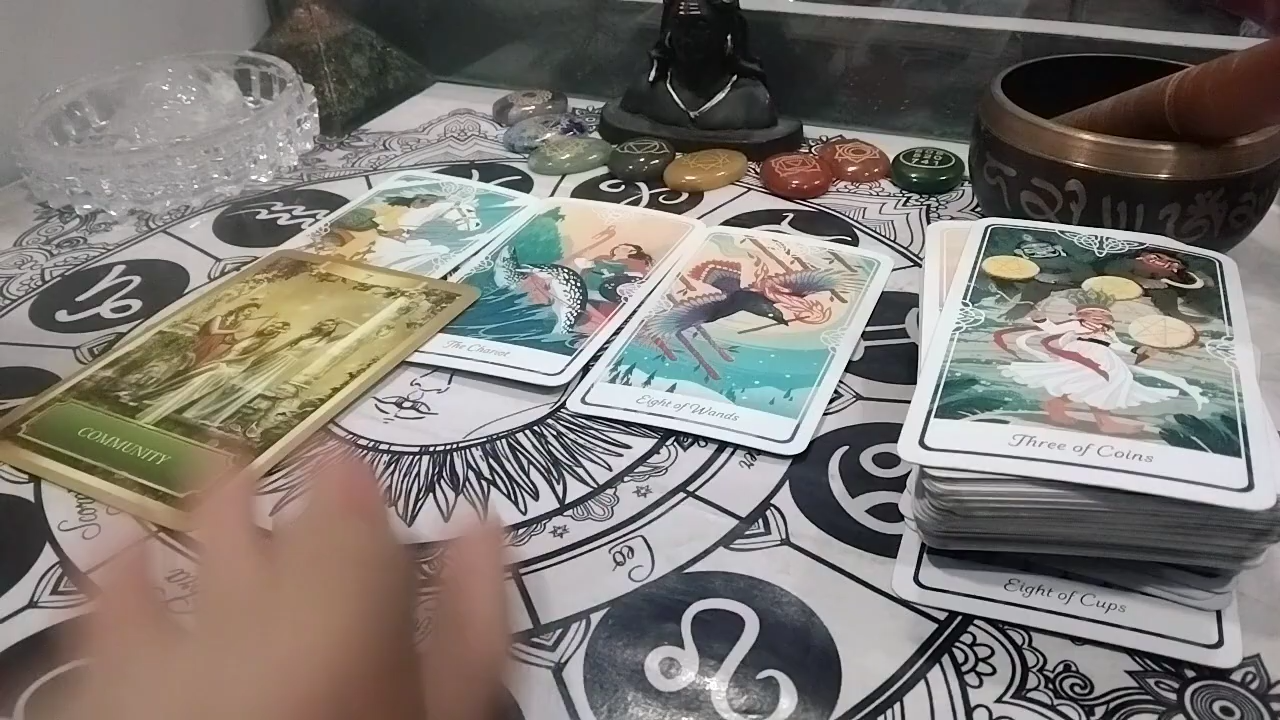 The Chariot
Eight of Wands
COMMUNITY
Three of Coins
Eight of Cups